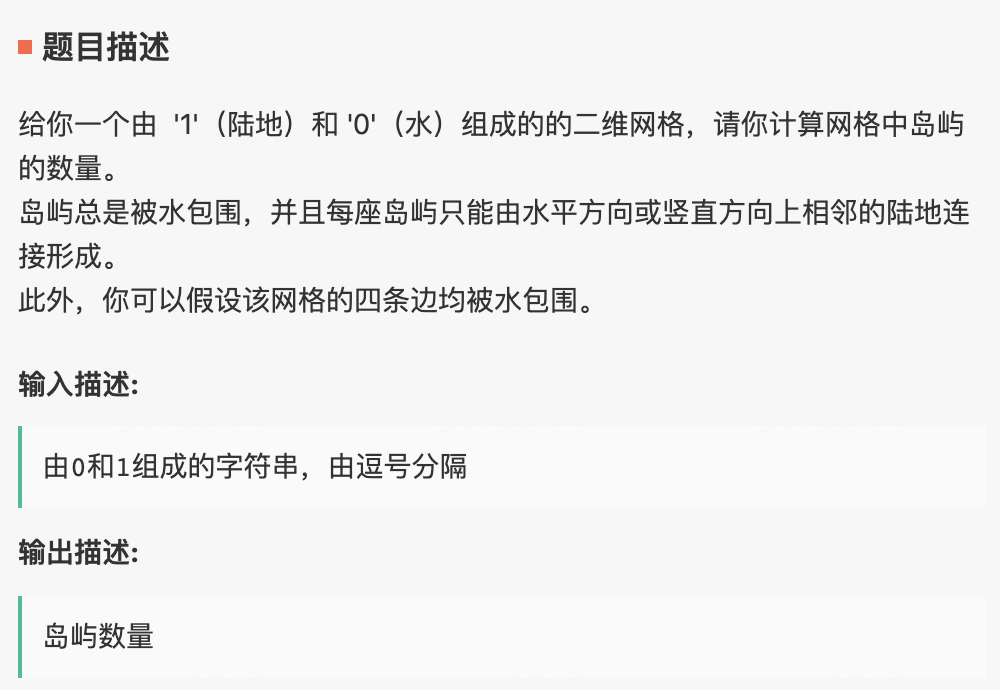 题目描述
给你一个由 '1'（陆地）和 '0'（水）组成的的二维网格，请你计算网格中岛屿
的数量。
岛屿总是被水包围，并且每座岛屿只能由水平方向或竖直方向上相邻的陆地连
接形成。
此外，你可以假设该网格的四条边均被水包围。
输入描述:
由0和1组成的字符串，由逗号分隔
输出描述:
岛屿数量